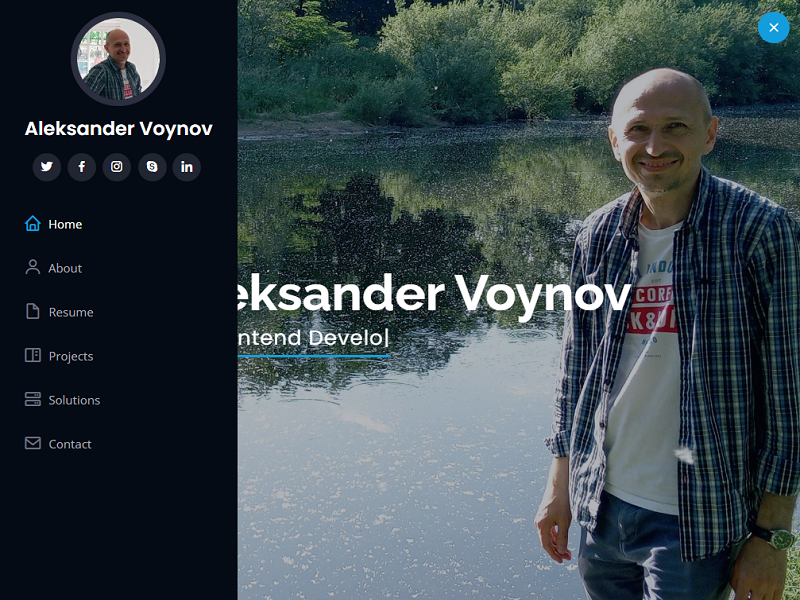 Aleksander Voynov
Home
About
Resume
Projects
Solutions
Contact
eksander Voynov
ntend Develo|